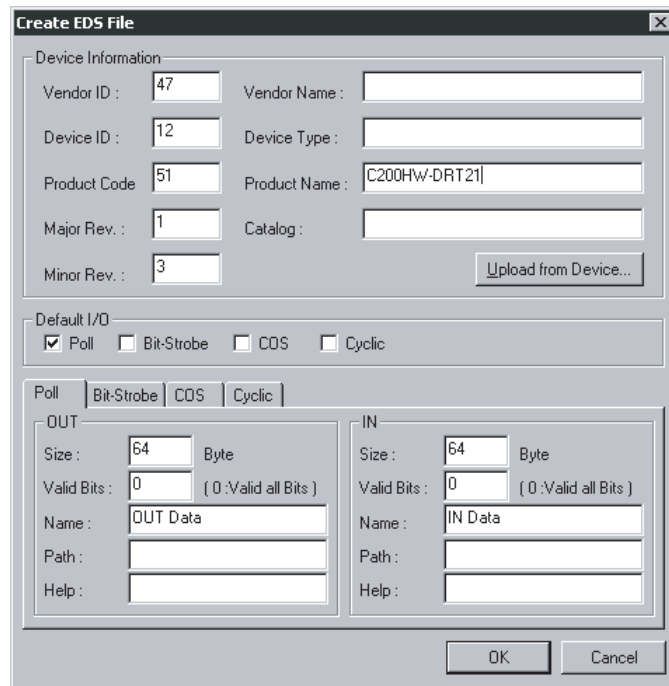 Create EDS File
Device Information
Vendor ID : 47 Vendor Name :
Device ID : 12 Device Type :
Product Code 51 Product Name : C200HW-DRT21
Major Rev. : 1 Catalog :
Minor Rev. : 3 Upload from Device...
Default I/O
Poll Bit-Strobe COS Cyclic
Poll Bit-Strobe COS Cyclic
OUT IN
Size : 64 Byte Size : 64 Byte
Valid Bits : 0 ( 0 :Valid all Bits ) Valid Bits : 0 ( 0 :Valid all Bits )
Name : OUT Data Name : IN Data
Path : Path :
Help : Help :
OK Cancel